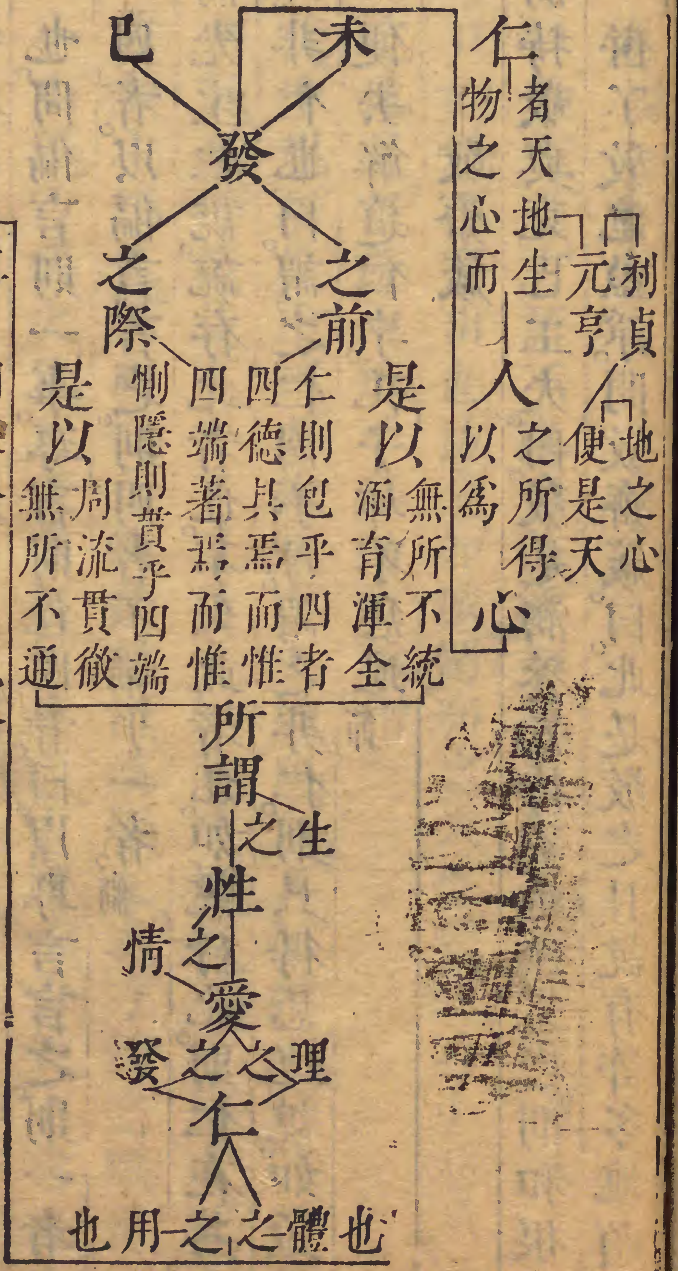 仁
者天地生
物之心而
人
之所得
以爲
心
元亨
利貞
便是天
地之心
未
發
之前
四德具焉而惟
仁則包乎四者
是以
涵育渾全
無所不統
已
之際
四端著焉而惟
惻隱則貫乎四端
是以
周流貫徹
無所不通
所謂
生之
性
之情
愛
之理
之發
仁
之體也
之用也